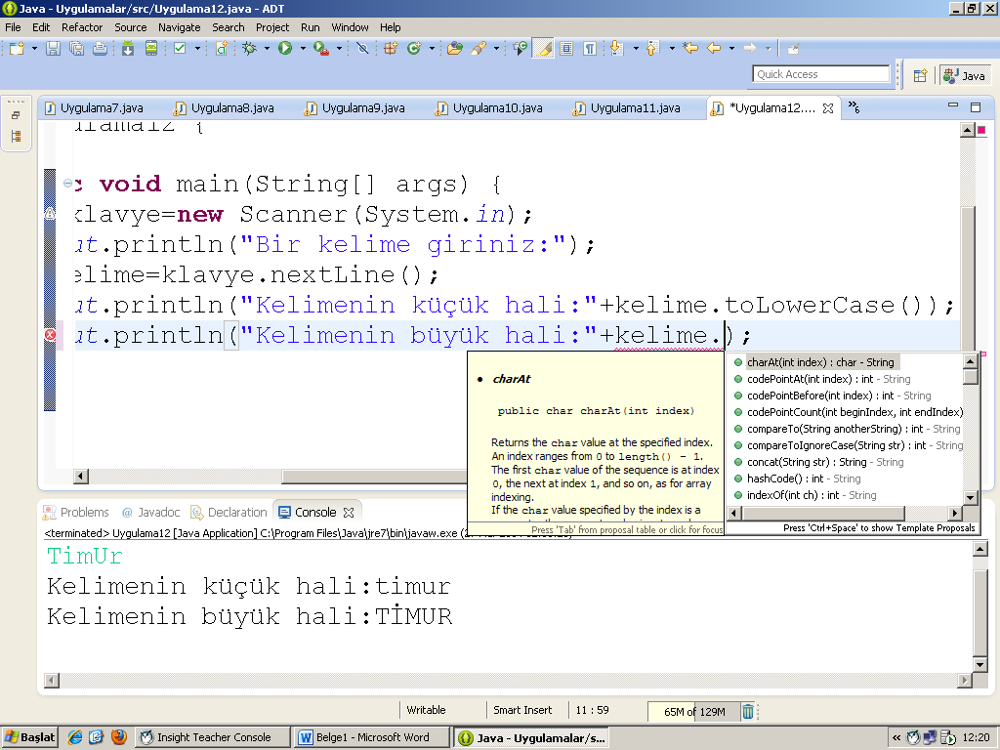 Java - Uygulamalar/src/Uygulama12.java - ADT
File Edit Refactor Source Navigate Search Project Run Window Help
Quick Access
Java
Uygulama7.java Uygulama8.java Uygulama9.java Uygulama10.java Uygulama11.java *Uygulama12....
ulama12 {
c void main(String[] args) {
klavye=new Scanner(System.in);
ut.println("Bir kelime giriniz:");
elime=klavye.nextLine();
ut.println("Kelimenin küçük hali:"+kelime.toLowerCase());
ut.println("Kelimenin büyük hali:"+kelime.);
charAt
public char charAt(int index)
Returns the char value at the specified index.
An index ranges from 0 to length() - 1.
The first char value of the sequence is at index
0, the next at index 1, and so on, as for array
indexing.
If the char value specified by the index is a
Press 'Tab' from proposal table or click for focus
charAt(int index) : char - String
codePointAt(int index) : int - String
codePointBefore(int index) : int - String
codePointCount(int beginIndex, int endIndex)
compareTo(String anotherString) : int - String
compareToIgnoreCase(String str) : int - String
concat(String str) : String - String
hashCode() : int - String
indexOf(int ch) : int - String
Press 'Ctrl+Space' to show Template Proposals
Problems @ Javadoc Declaration Console
<terminated> Uygulama12 [Java Application] C:\Program Files\Java\jre7\bin\javaw.exe
TimUr
Kelimenin küçük hali:timur
Kelimenin büyük hali:TİMUR
Writable Smart Insert 11 : 59 65M of 129M
Başlat Insight Teacher Console Belge1 - Microsoft Word Java - Uygulamalar/s... 12:20